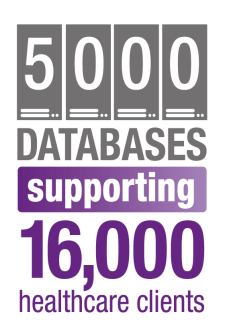 5000
DATABASES
supporting
16,000
healthcare clients